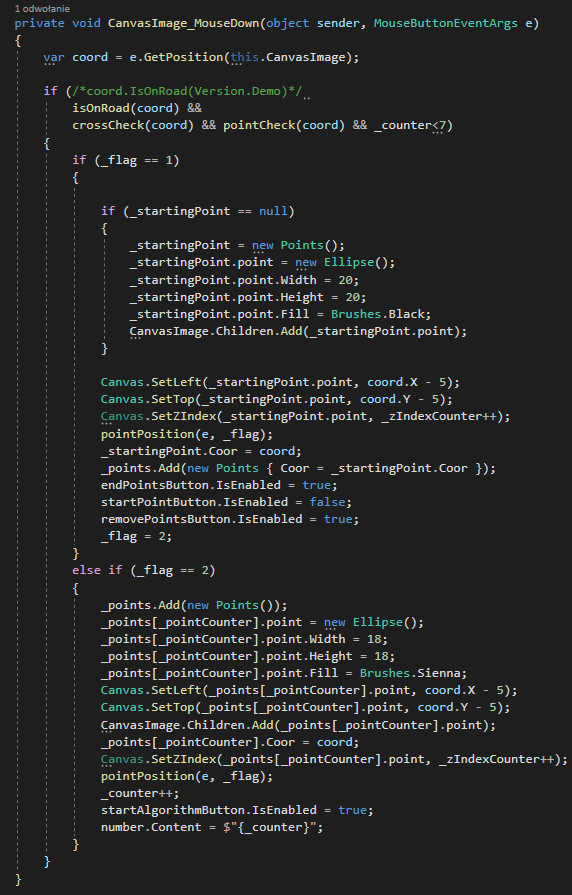 1 odwołanie
private void CanvasImage_MouseDown(object sender, MouseButtonEventArgs e)
{
    var coord = e.GetPosition(this.CanvasImage);

    if (/*coord.IsOnRoad(Version.Demo)*/
        isOnRoad(coord) &&
        crossCheck(coord) && pointCheck(coord) && _counter<7)
    {
        if (_flag == 1)
        {

            if (_startingPoint == null)
            {
                _startingPoint = new Points();
                _startingPoint.point = new Ellipse();
                _startingPoint.point.Width = 20;
                _startingPoint.point.Height = 20;
                _startingPoint.point.Fill = Brushes.Black;
                CanvasImage.Children.Add(_startingPoint.point);
            }

            Canvas.SetLeft(_startingPoint.point, coord.X - 5);
            Canvas.SetTop(_startingPoint.point, coord.Y - 5);
            Canvas.SetZIndex(_startingPoint.point, _zIndexCounter++);
            pointPosition(e, _flag);
            _startingPoint.Coor = coord;
            _points.Add(new Points { Coor = _startingPoint.Coor });
            endPointsButton.IsEnabled = true;
            startPointButton.IsEnabled = false;
            removePointsButton.IsEnabled = true;
            _flag = 2;
        }
        else if (_flag == 2)
        {
            _points.Add(new Points());
            _points[_pointCounter].point = new Ellipse();
            _points[_pointCounter].point.Width = 18;
            _points[_pointCounter].point.Height = 18;
            _points[_pointCounter].point.Fill = Brushes.Sienna;
            Canvas.SetLeft(_points[_pointCounter].point, coord.X - 5);
            Canvas.SetTop(_points[_pointCounter].point, coord.Y - 5);
            CanvasImage.Children.Add(_points[_pointCounter].point);
            _points[_pointCounter].Coor = coord;
            Canvas.SetZIndex(_points[_pointCounter].point, _zIndexCounter++);
            pointPosition(e, _flag);
            _counter++;
            startAlgorithmButton.IsEnabled = true;
            number.Content = $"{_counter}";
        }
    }
}